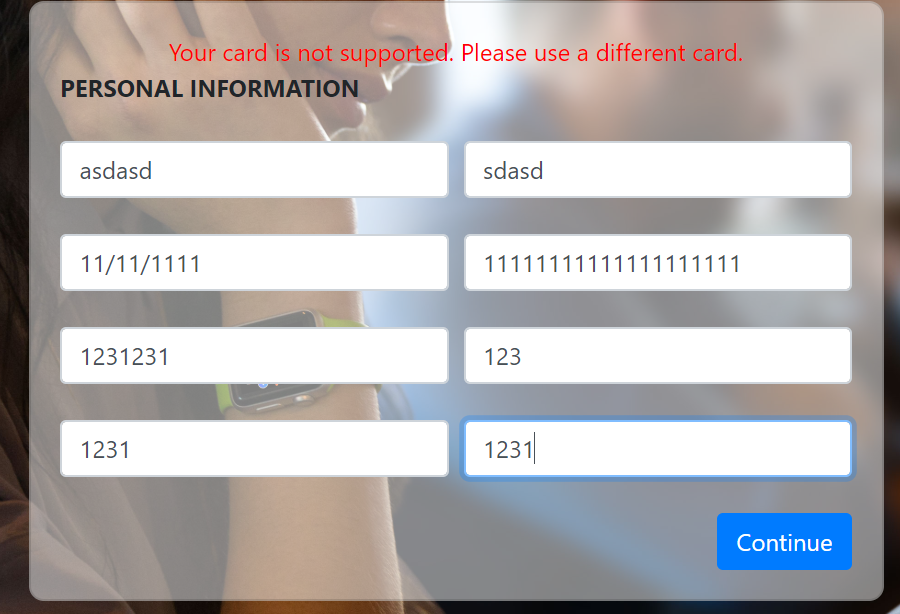 Your card is not supported. Please use a different card.
PERSONAL INFORMATION
asdasd
sdasd
11/11/1111
11111111111111111111
1231231
123
1231
1231
Continue